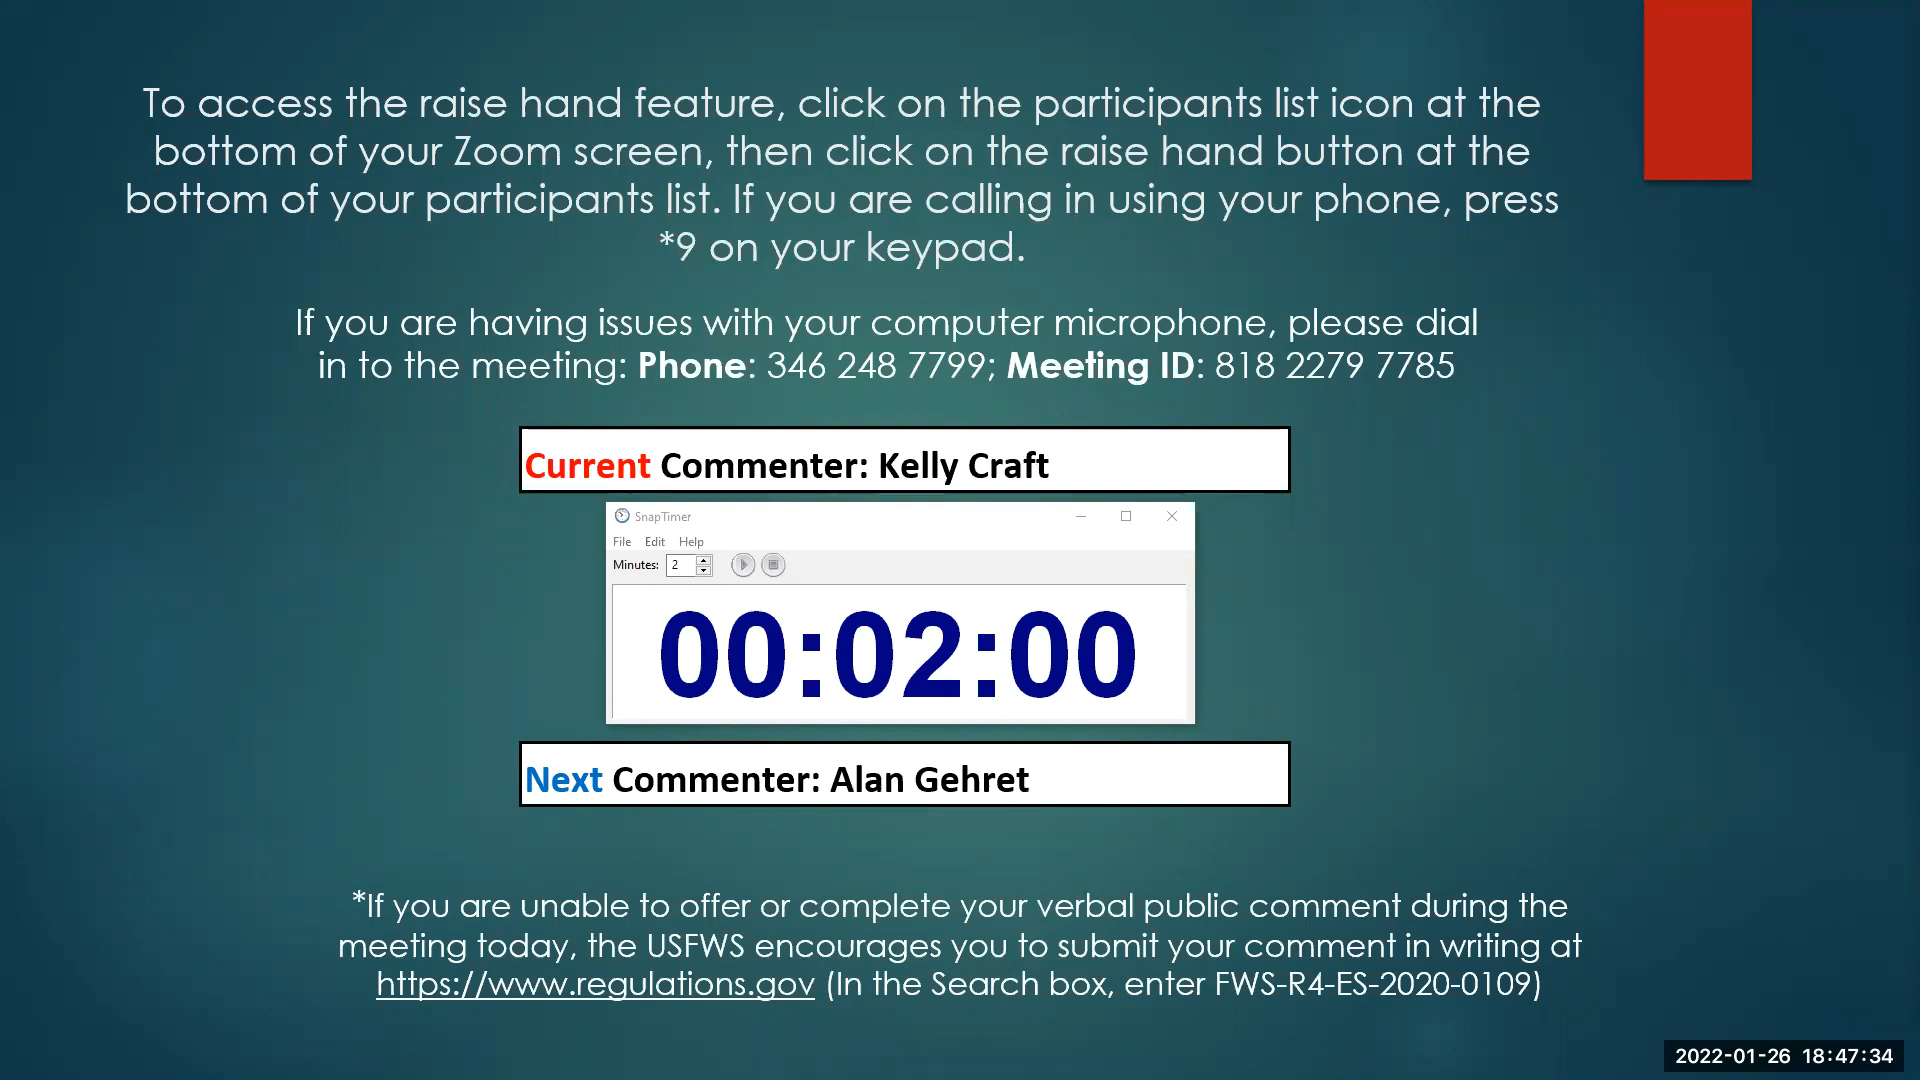 To access the raise hand feature, click on the participants list icon at the
bottom of your Zoom screen, then click on the raise hand button at the
bottom of your participants list. If you are calling in using your phone, press
*9 on your keypad.
If you are having issues with your computer microphone, please dial
in to the meeting: Phone: 346 248 7799; Meeting ID: 818 2279 7785
Current Commenter: Kelly Craft
SnapTimer
File Edit Help
Minutes: 2
00:02:00
Next Commenter: Alan Gehret
*If you are unable to offer or complete your verbal public comment during the
meeting today, the USFWS encourages you to submit your comment in writing at
https://www.regulations.gov (In the Search box, enter FWS-R4-ES-2020-0109)
2022-01-26 18:47:34